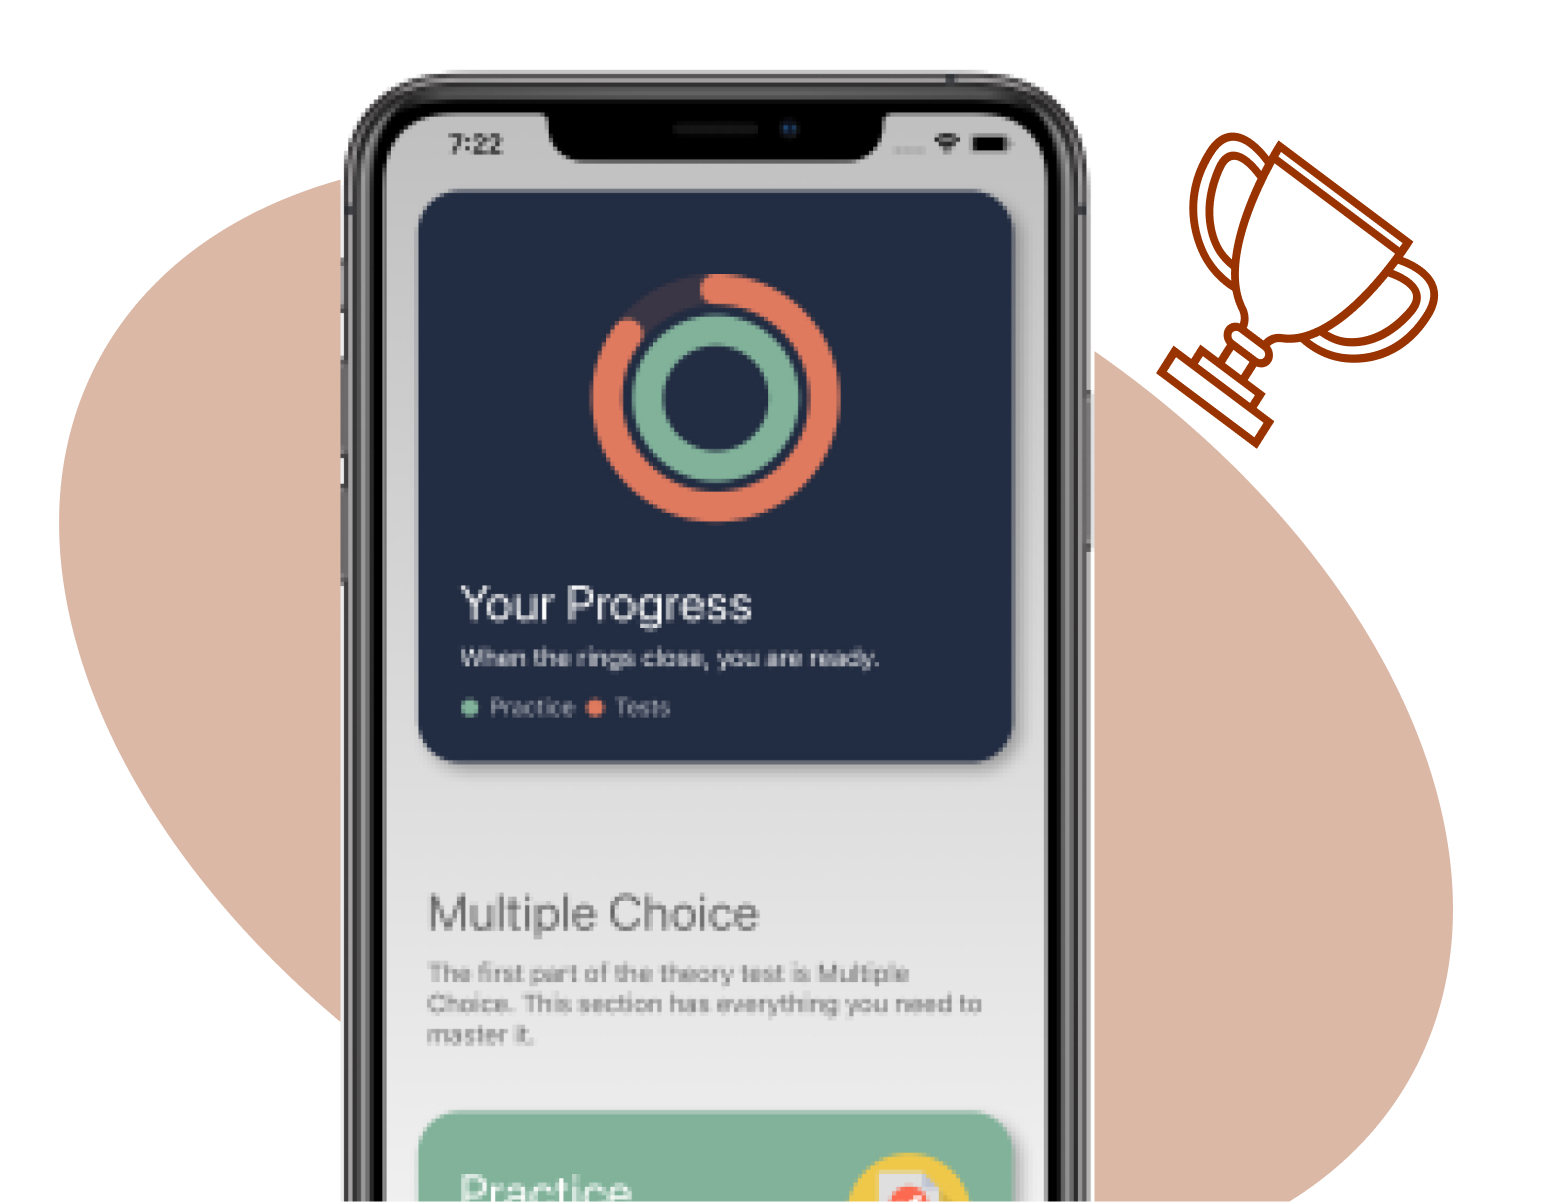 7:22
Your Progress
When the rings close, you are ready.
Practice Tests
Multiple Choice
The first part of the theory test is Multiple
Choice. This section has everything you need to
master it.
Practice